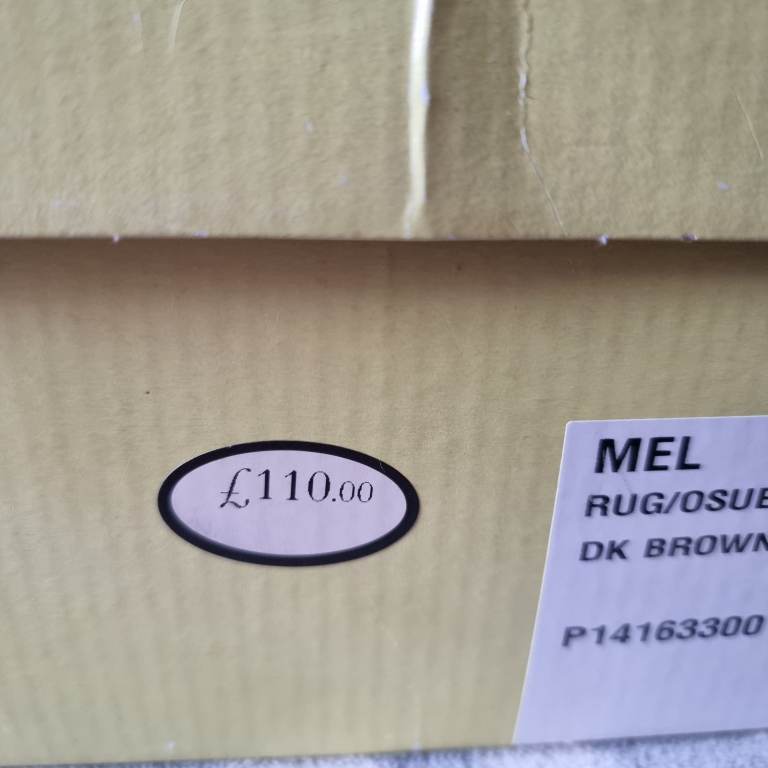 £110.00
MEL
RUG/OSUE
DK BROWN
P14163300